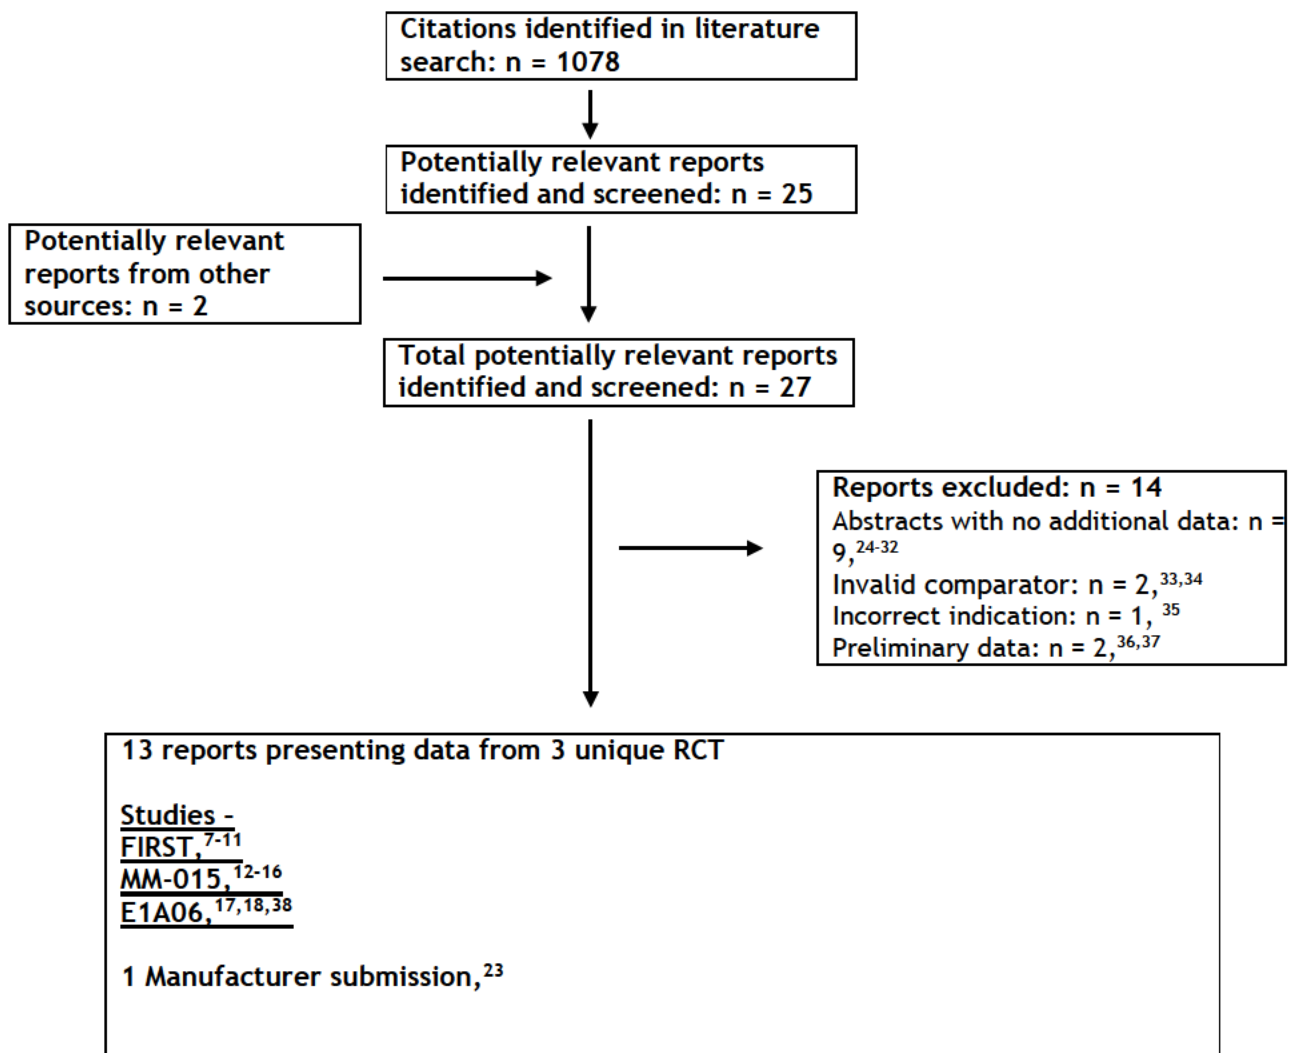 Citations identified in literature
search: n = 1078
Potentially relevant reports
identified and screened: n = 25
Potentially relevant
reports from other
sources: n = 2
Total potentially relevant reports
identified and screened: n = 27
Reports excluded: n = 14
Abstracts with no additional data: n =
9,24-32
Invalid comparator: n = 2,33,34
Incorrect indication: n = 1, 35
Preliminary data: n = 2,36,37
13 reports presenting data from 3 unique RCT
Studies –
FIRST,7-11
MM-015,12-16
E1A06,17,18,38
1 Manufacturer submission,23